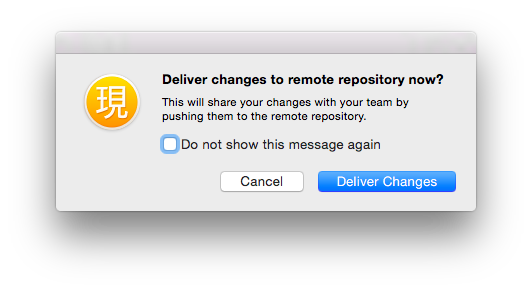 現
Deliver changes to remote repository now?
This will share your changes with your team by
pushing them to the remote repository.
Do not show this message again
Cancel
Deliver Changes